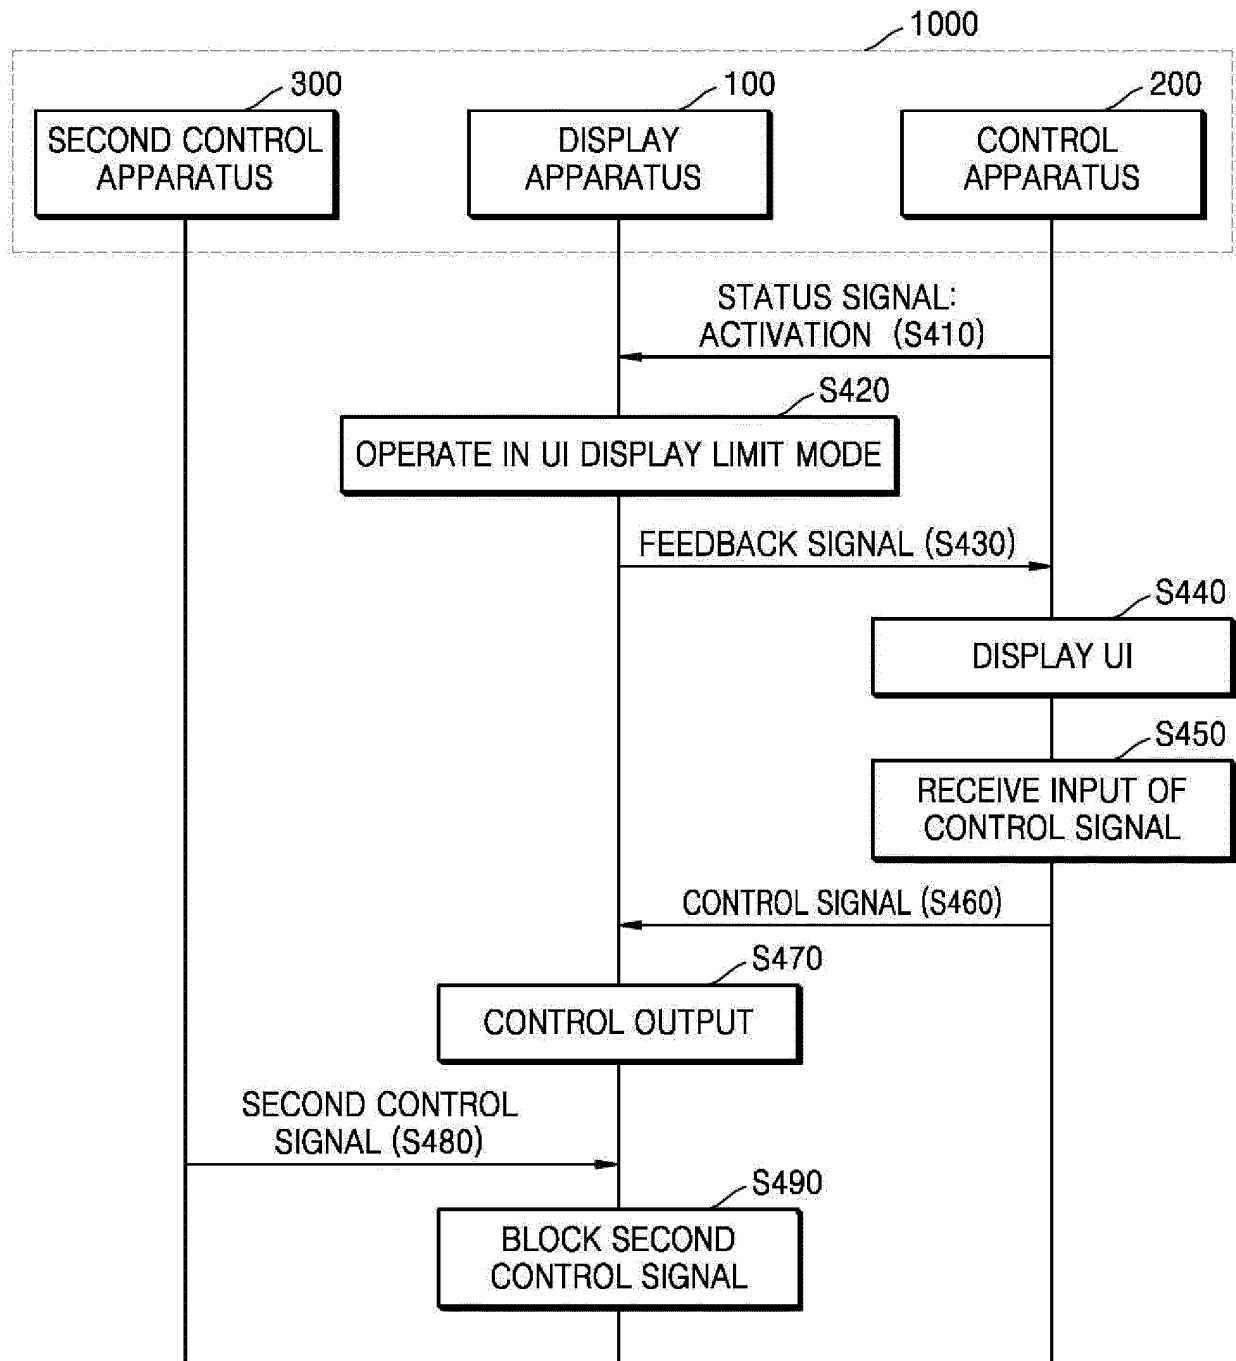 1000
300
100
200
SECOND CONTROL
APPARATUS
DISPLAY
APPARATUS
CONTROL
APPARATUS
STATUS SIGNAL:
ACTIVATION (S410)
S420
OPERATE IN UI DISPLAY LIMIT MODE
FEEDBACK SIGNAL (S430)
S440
DISPLAY UI
S450
RECEIVE INPUT OF
CONTROL SIGNAL
CONTROL SIGNAL (S460)
S470
CONTROL OUTPUT
SECOND CONTROL
SIGNAL (S480)
S490
BLOCK SECOND
CONTROL SIGNAL